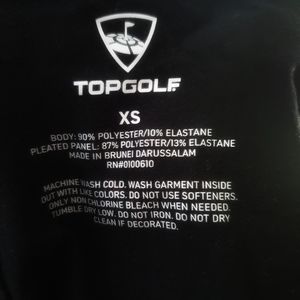 TOPGOLF
XS
BODY: 90% POLYESTER/10% ELASTANE
PLEATED PANEL: 87% POLYESTER/13% ELASTANE
MADE IN BRUNEI DARUSSALAM
RN#0100610
MACHINE WASH COLD. WASH GARMENT INSIDE
OUT WITH LIKE COLORS. DO NOT USE SOFTENERS.
ONLY NON CHLORINE BLEACH WHEN NEEDED.
TUMBLE DRY LOW. DO NOT IRON. DO NOT DRY
CLEAN IF DECORATED.